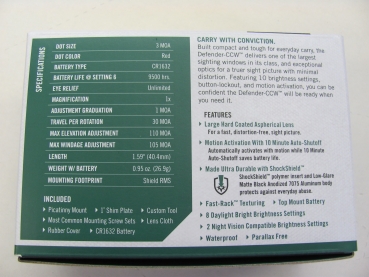 SPECIFICATIONS
DOT SIZE 3 MOA
DOT COLOR Red
BATTERY TYPE CR1632
BATTERY LIFE @ SETTING 6 9500 hrs.
EYE RELIEF Unlimited
MAGNIFICATION 1x
ADJUSTMENT GRADUATION 1 MOA
TRAVEL PER ROTATION 30 MOA
MAX ELEVATION ADJUSTMENT 110 MOA
MAX WINDAGE ADJUSTMENT 105 MOA
LENGTH 1.59" (40.4mm)
WEIGHT W/ BATTERY 0.95 oz. (26.9g)
MOUNTING FOOTPRINT Shield RMS
INCLUDED
Picatinny Mount 1° Shim Plate Custom Tool
Most Common Mounting Screw Sets Lens Cloth
Rubber Cover CR1632 Battery
CARRY WITH CONVICTION.
Built compact and tough for everyday carry, the
Defender-CCW™ delivers one of the largest
sighting windows in its class, and exceptional
optics for a true sight picture with minimal
distortion. Featuring 10 brightness settings,
button-lockout, and motion activation, you can be
confident the Defender-CCW™ will be ready when
you need it.
FEATURES
Large Hard Coated Aspherical Lens
For a fast, distortion-free, sight picture.
Motion Activation With 10 Minute Auto-Shutoff
Automatically activates with motion while 10 Minute
Auto-Shutoff saves battery life.
Made Ultra Durable with ShockShield™
ShockShield™ polymer insert and Low-Glare
Matte Black Anodized 7075 Aluminum body
protects against everyday abuse.
Fast-Rack™ Texturing Top Mount Battery
8 Daylight Bright Brightness Settings
2 Night Vision Compatible Brightness Settings
Waterproof Parallax Free